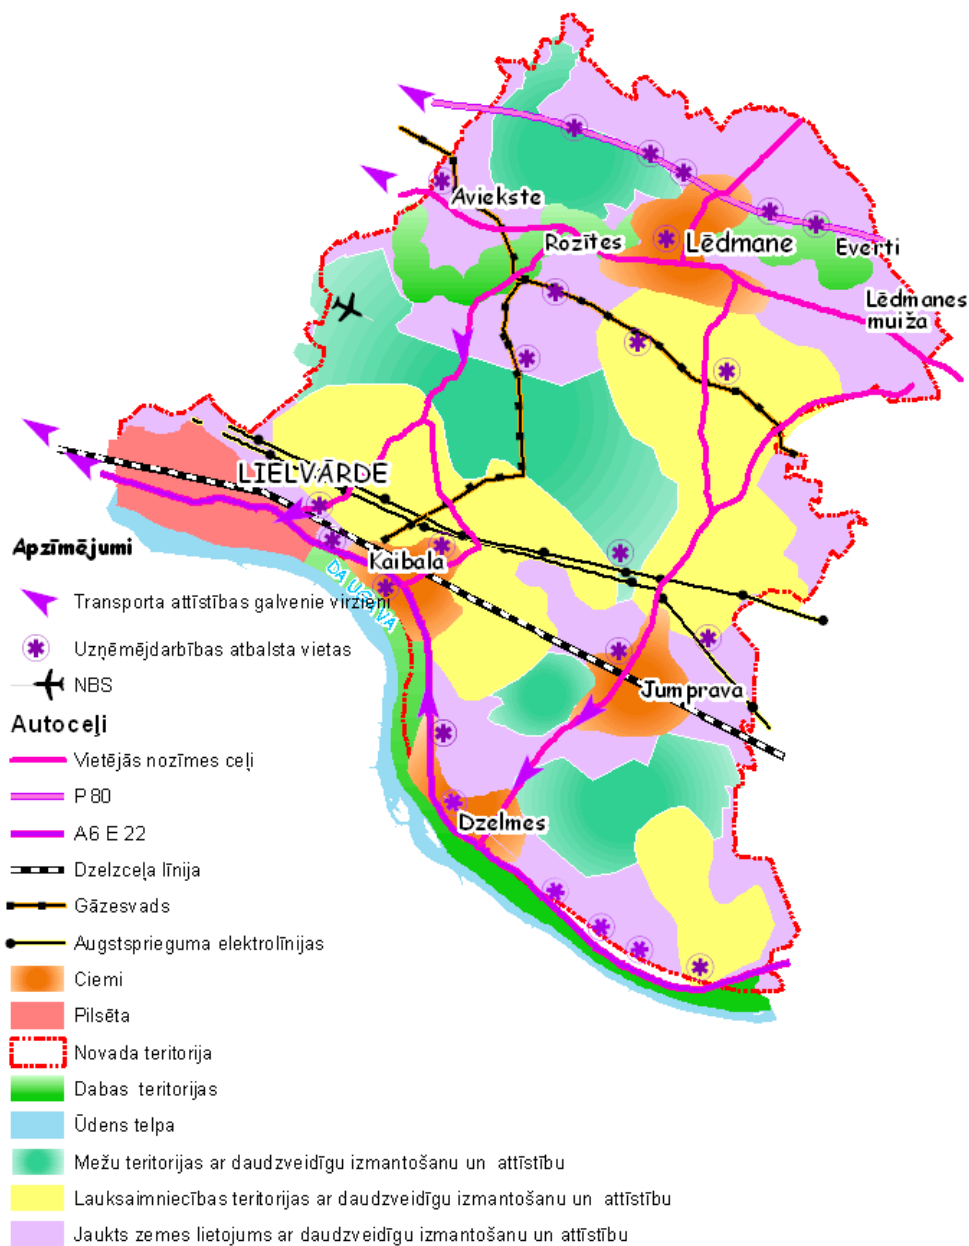 Aviekste
Rozītes
Lēdmane
Everti
Lēdmanes
muiža
LIELVĀRDE
Kaibala
DAUGAVA
Jumprava
Dzelmes
Apzīmējumi
Transporta attīstības galvenie virzieni
Uzņēmējdarbības atbalsta vietas
NBS
Autoceļi
Vietējās nozīmes ceļi
P 80
A6 E 22
Dzelzceļa līnija
Gāzesvads
Augstsprieguma elektrolīnijas
Ciemi
Pilsēta
Novada teritorija
Dabas teritorijas
Ūdens telpa
Mežu teritorijas ar daudzveidīgu izmantošanu un attīstību
Lauksaimniecības teritorijas ar daudzveidīgu izmantošanu un attīstību
Jaukts zemes lietojums ar daudzveidīgu izmantošanu un attīstību